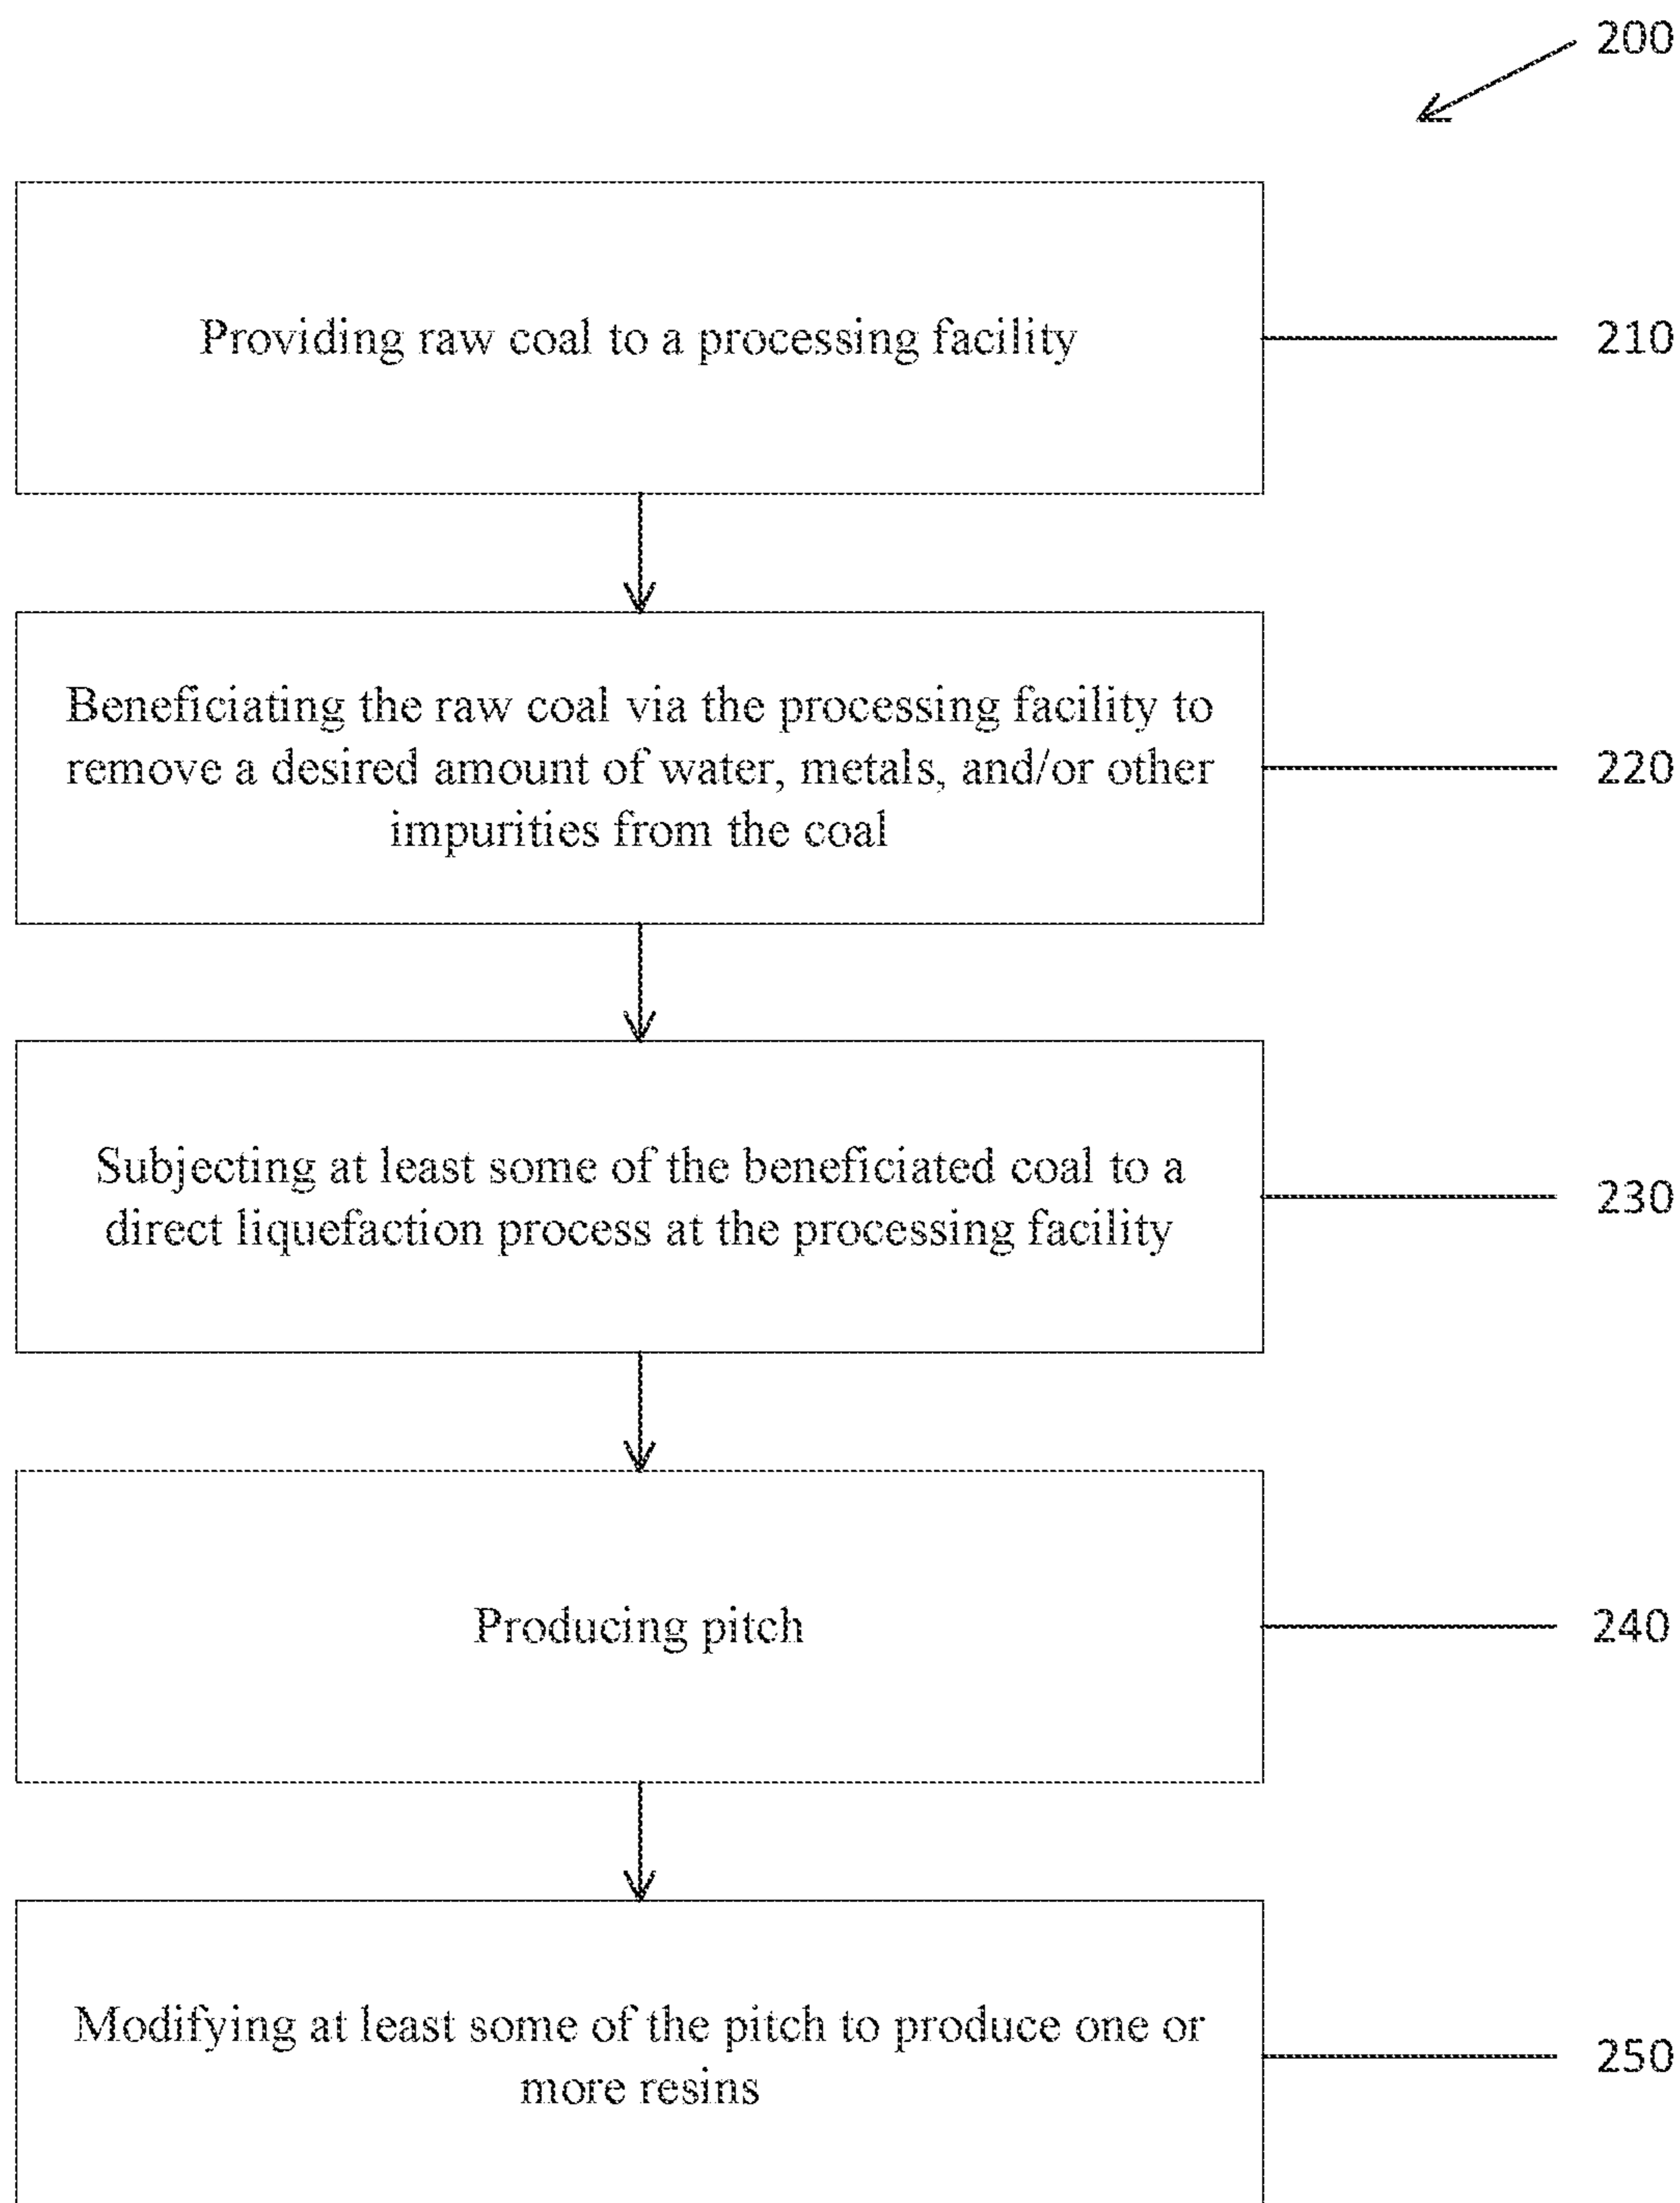 200
Providing raw coal to a processing facility
210
Beneficiating the raw coal via the processing facility to
remove a desired amount of water, metals, and/or other
220
impurities from the coal
Subjecting at least some of the beneficiated coal to a
230
direct liquefaction process at the processing facility
Producing pitch
240
Modifying at least some of the pitch to produce one or
250
more resins